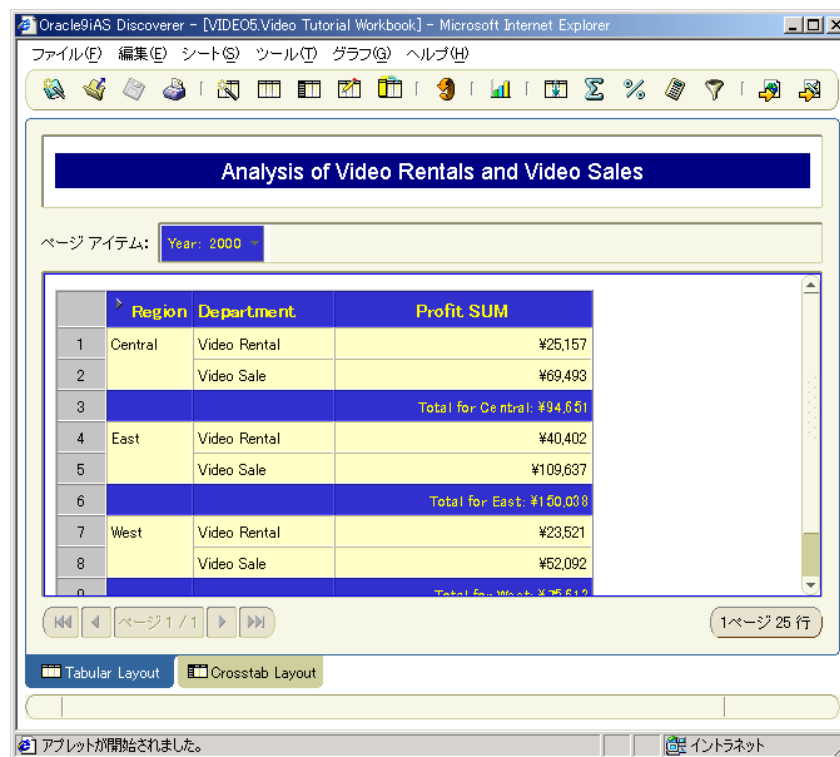 Oracle9iAS Discoverer - [VIDEO5.Video Tutorial Workbook] - Microsoft Internet Explorer
ファイル(F) 編集(E) シート(S) ツール(T) グラフ(G) ヘルプ(H)
Analysis of Video Rentals and Video Sales
ページ アイテム: Year: 2000
Region Department Profit SUM
1 Central Video Rental ¥25,157
2 Video Sale ¥69,493
3 Total for Central: ¥94,651
4 East Video Rental ¥40,402
5 Video Sale ¥109,637
6 Total for East: ¥150,038
7 West Video Rental ¥23,521
8 Video Sale ¥52,092
9 Total for West: ¥75,613
ページ 1 / 1 1ページ 25 行
Tabular Layout Crosstab Layout
アプレットが開始されました。 イントラネット